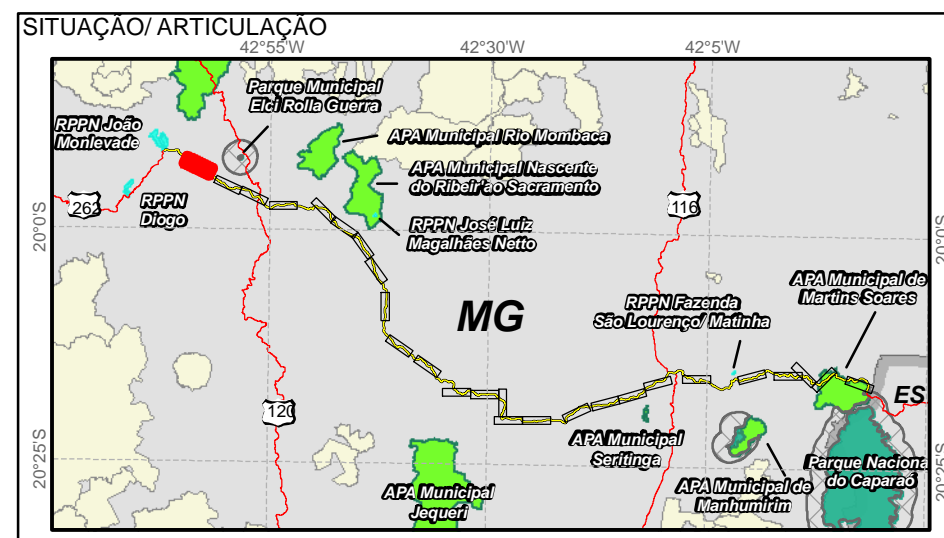 SITUAÇÃO/ ARTICULAÇÃO
42°55'W
42°30'W
42°5'W
Parque Municipal
Elci Rolla Guerra
RPPN João
Monlevade
APA Municipal Rio Mombaca
APA Municipal Nascente
do Ribeir'ao Sacramento
RPPN
Diogo
262
116
RPPN José Luiz
Magalhães Netto
20°0'S
20°0'S
MG
APA Municipal de
Martins Soares
RPPN Fazenda
São Lourenço/ Matinha
120
ES
APA Municipal
Seritinga
20°25'S
20°25'S
APA Municipal
Jequeri
APA Municipal de
Manhumirim
Parque Naciona
do Caparaó